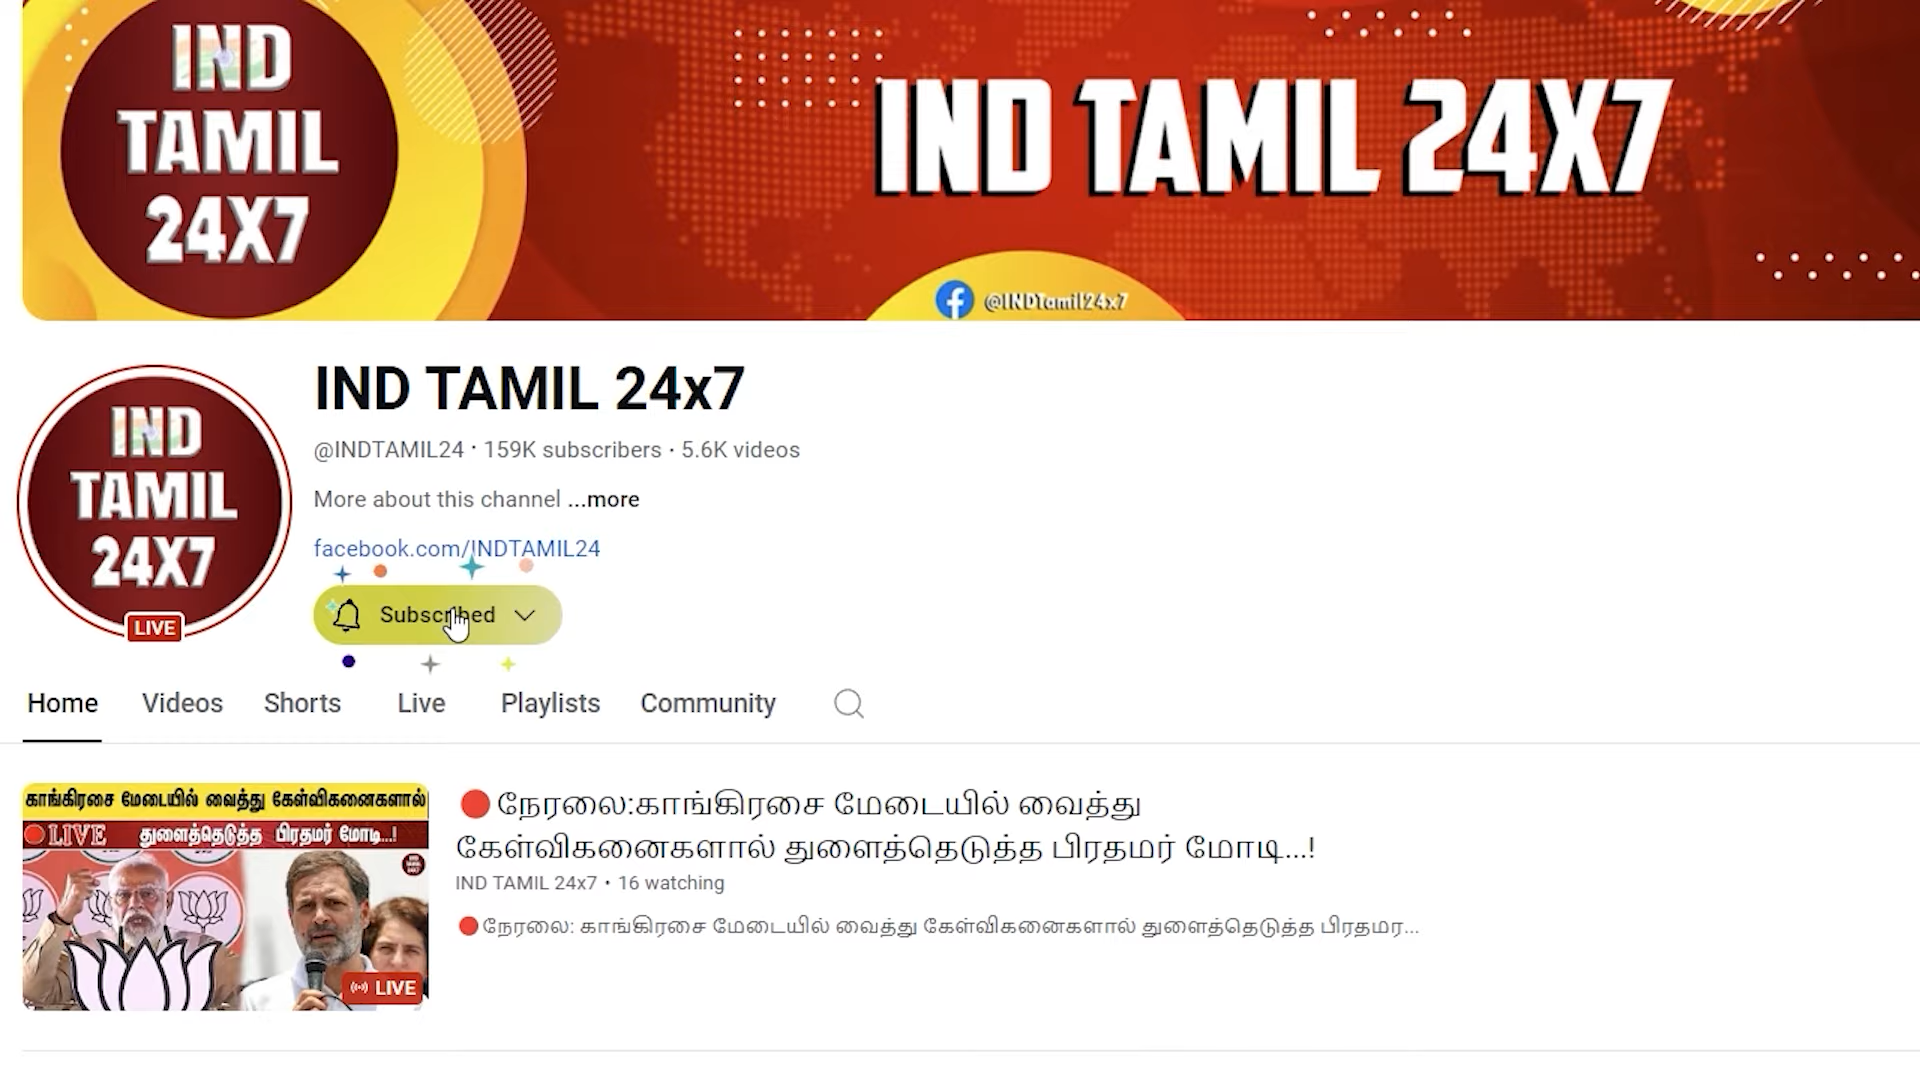 IND
TAMIL
24X7
IND TAMIL 24X7
@INDTamil24x7
IND
TAMIL
24X7
LIVE
IND TAMIL 24x7
@INDTAMIL24 · 159K subscribers · 5.6K videos
More about this channel ...more
facebook.com/INDTAMIL24
Subscribed
Home Videos Shorts Live Playlists Community
காங்கிரசை மேடையில் வைத்து கேள்விகனைகளால்
LIVE துளைத்தெடுத்த பிரதமர் மோடி...!
LIVE
🔴நேரலை:காங்கிரசை மேடையில் வைத்து
கேள்விகனைகளால் துளைத்தெடுத்த பிரதமர் மோடி...!
IND TAMIL 24x7 • 16 watching
🔴நேரலை: காங்கிரசை மேடையில் வைத்து கேள்விகனைகளால் துளைத்தெடுத்த பிரதமர...